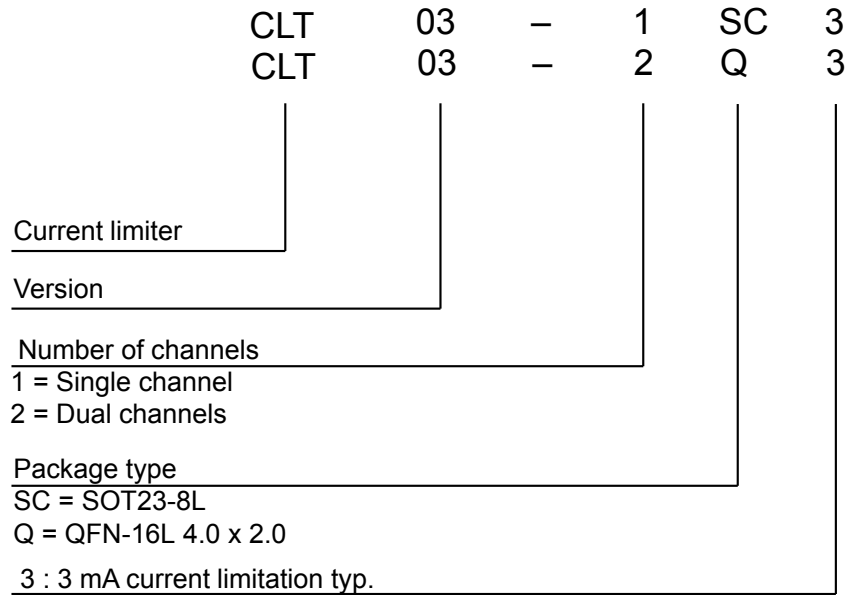 CLT 03 – 1 SC 3
CLT 03 – 2 Q 3
Current limiter
Version
Number of channels
1 = Single channel
2 = Dual channels
Package type
SC = SOT23-8L
Q = QFN-16L 4.0 x 2.0
3 : 3 mA current limitation typ.